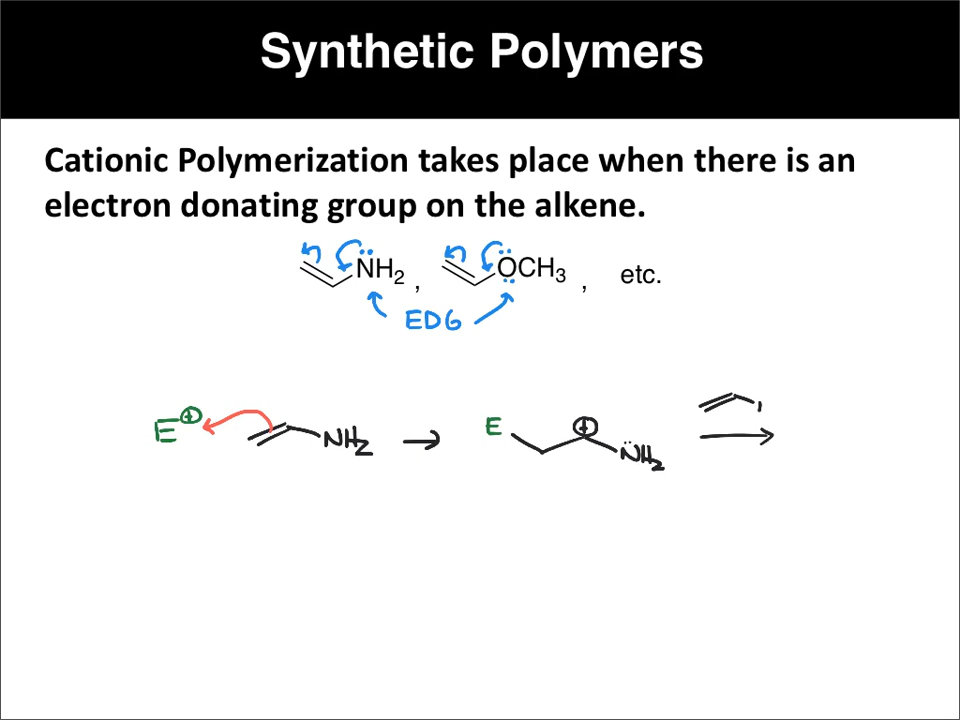 Synthetic Polymers
Cationic Polymerization takes place when there is an
electron donating group on the alkene.
NH2 , OCH3 , etc.
EDG
E⊕ NH2 → E ⊕ NH2 →